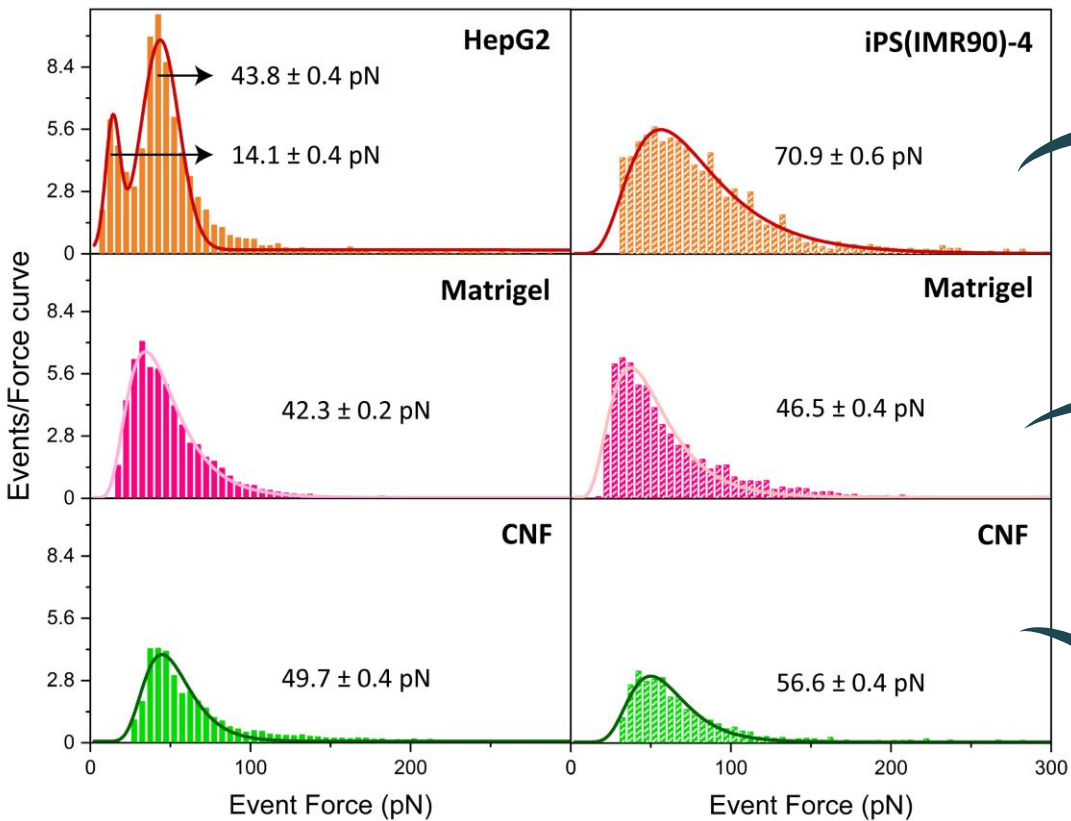 HepG2
iPS(IMR90)-4
43.8 ± 0.4 pN
14.1 ± 0.4 pN
70.9 ± 0.6 pN
8.4
5.6
2.8
0
Matrigel
Matrigel
42.3 ± 0.2 pN
46.5 ± 0.4 pN
8.4
5.6
2.8
0
Events/Force curve
CNF
CNF
49.7 ± 0.4 pN
56.6 ± 0.4 pN
8.4
5.6
2.8
0
0 100 200 0 100 200 300
Event Force (pN) Event Force (pN)